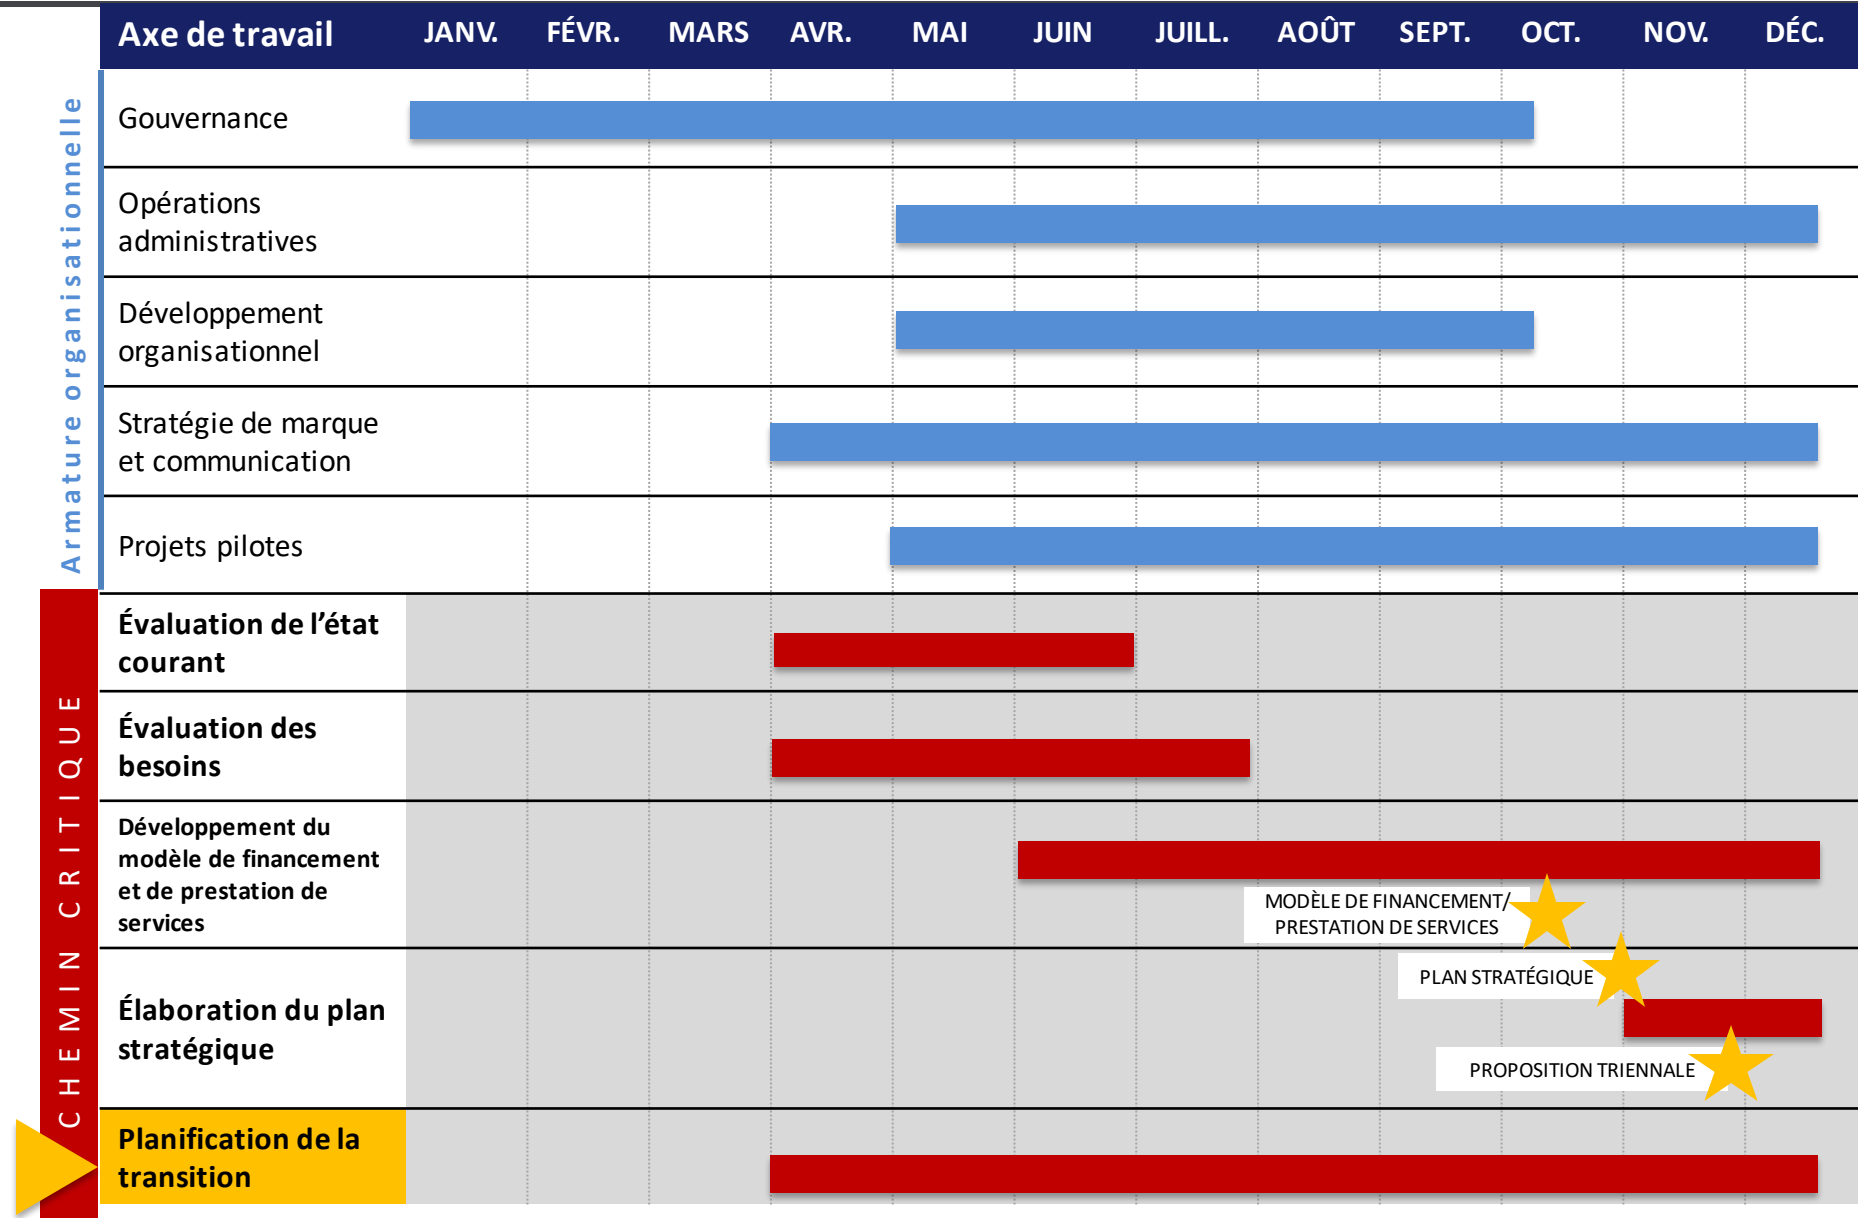 Axe de travail JANV. FÉVR. MARS AVR. MAI JUIN JUILL. AOÛT SEPT. OCT. NOV. DÉC.
Armature organisationnelle
Gouvernance
Opérations
administratives
Développement
organisationnel
Stratégie de marque
et communication
Projets pilotes
CHEMIN CRITIQUE
Évaluation de l’état
courant
Évaluation des
besoins
Développement du
modèle de financement
et de prestation de
services
MODÈLE DE FINANCEMENT/
PRESTATION DE SERVICES
Élaboration du plan
stratégique
PLAN STRATÉGIQUE
PROPOSITION TRIENNALE
Planification de la
transition